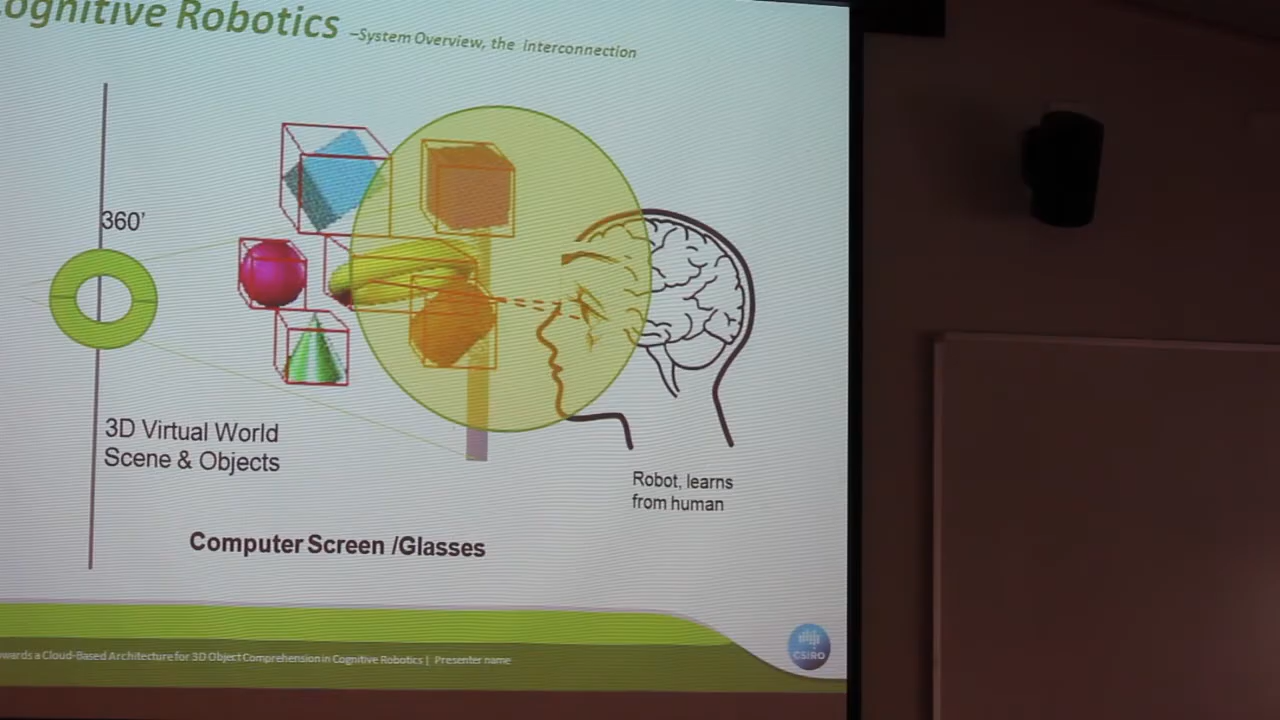 ognitive Robotics –System Overview, the interconnection
360'
3D Virtual World
Scene & Objects
Robot, learns
from human
Computer Screen /Glasses
owards a Cloud-Based Architecture for 3D Object Comprehension in Cognitive Robotics | Presenter name
CSIRO